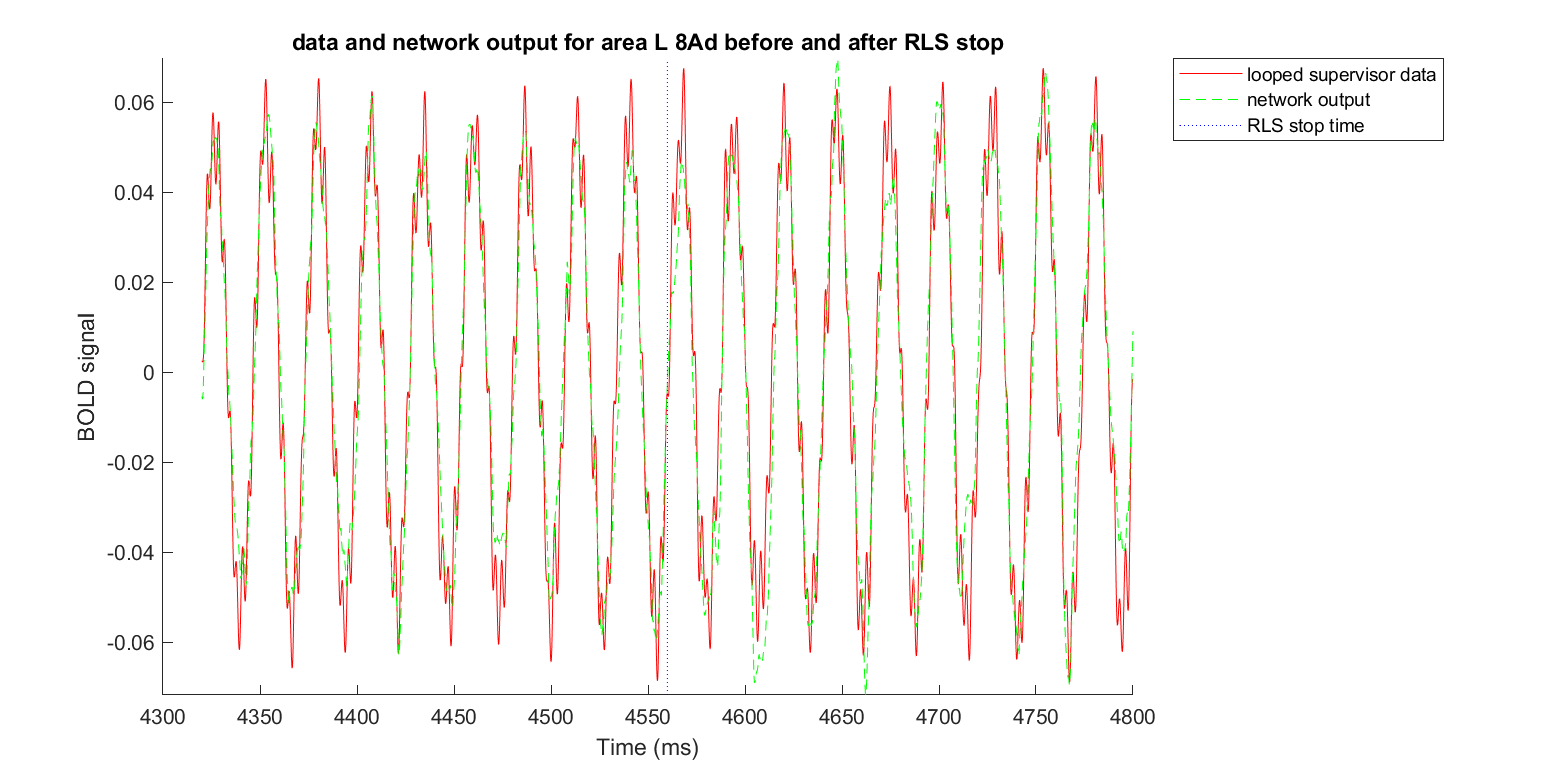 data and network output for area L 8Ad before and after RLS stop
looped supervisor data
network output
RLS stop time
BOLD signal
0.06
0.04
0.02
0
-0.02
-0.04
-0.06
4300 4350 4400 4450 4500 4550 4600 4650 4700 4750 4800
Time (ms)